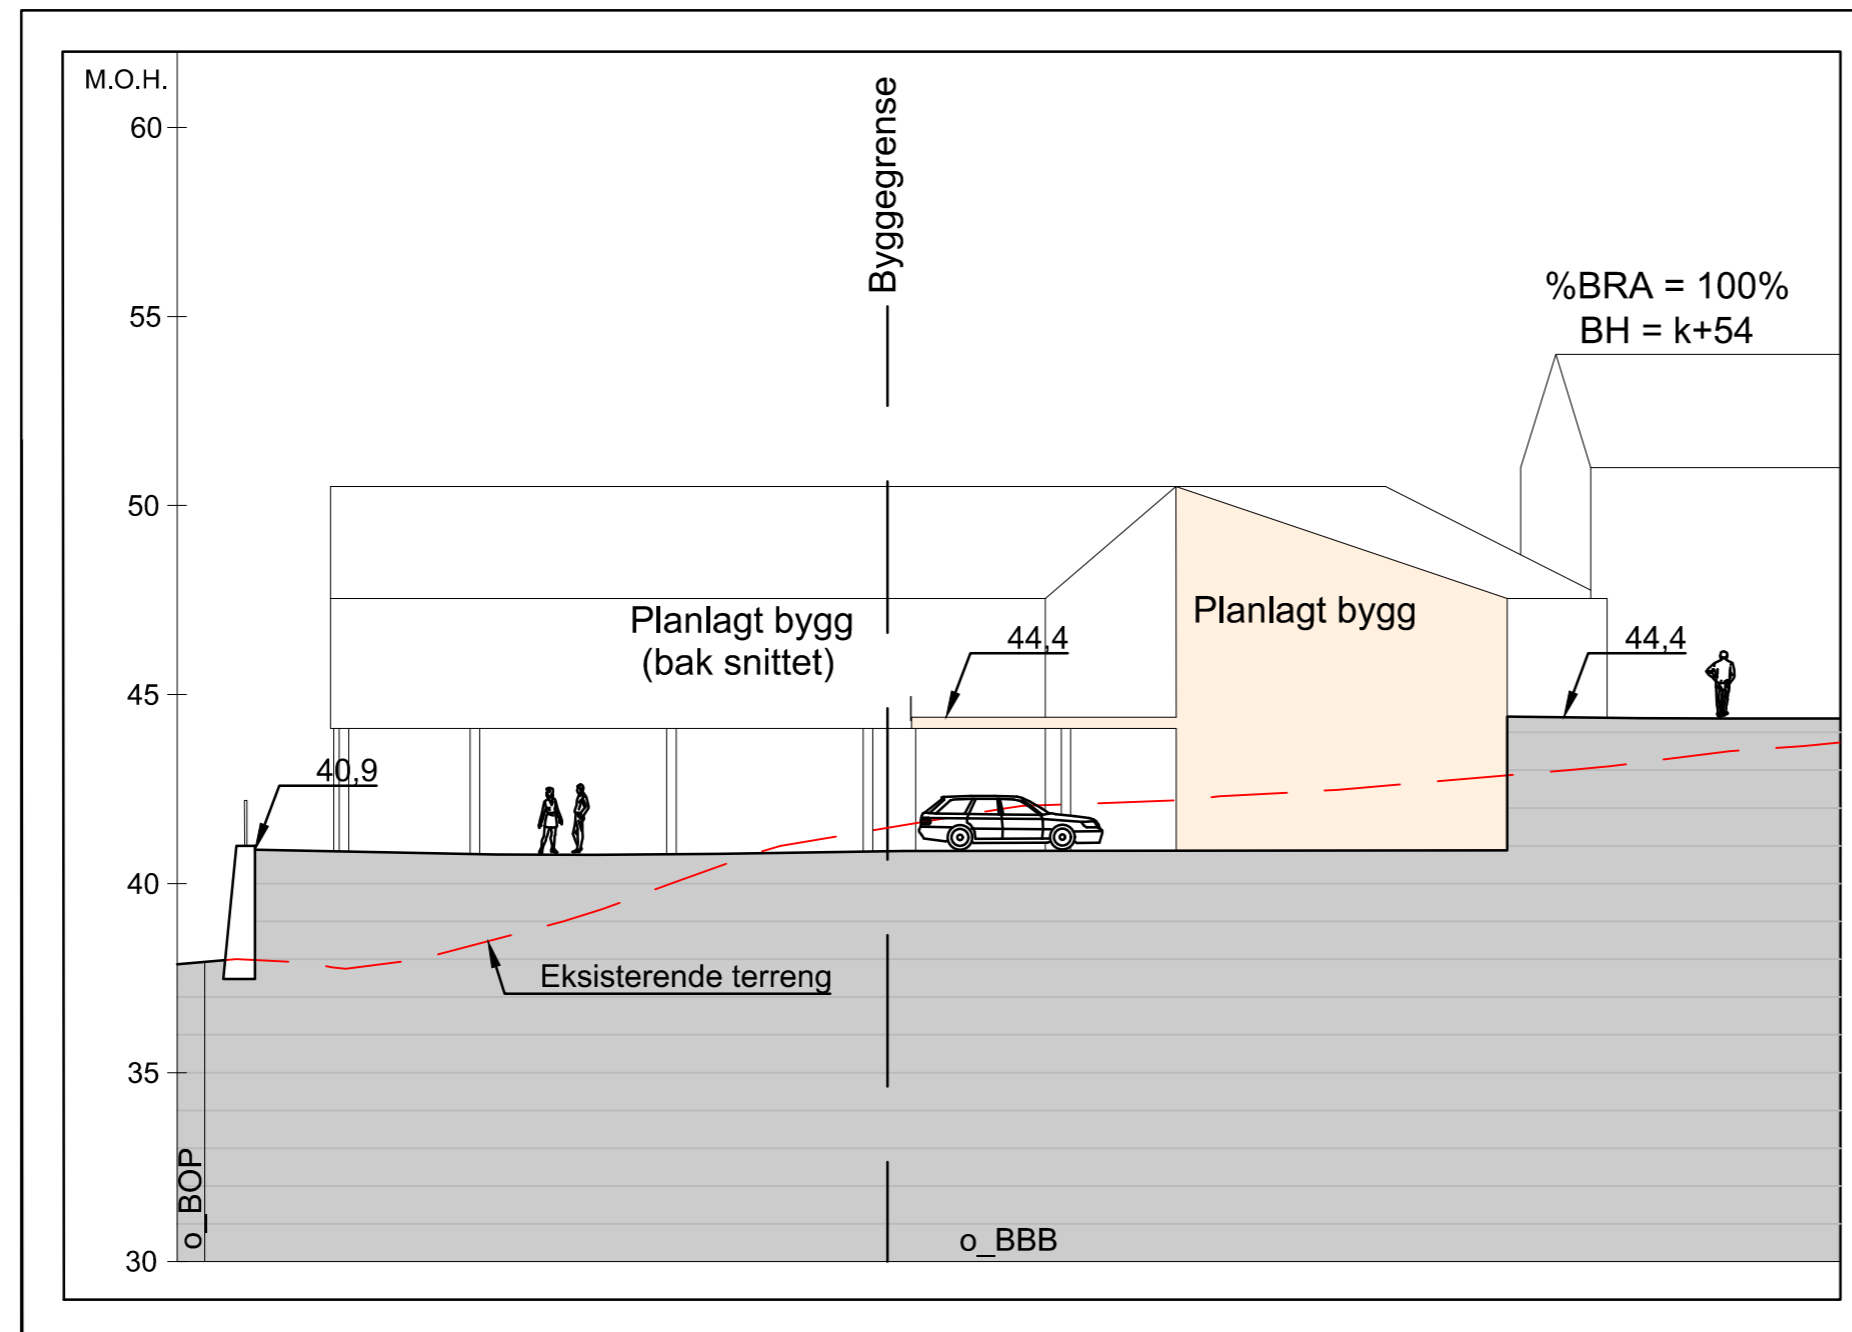 M.O.H.
60
55
50
45
40
35
30
Byggegrense
%BRA = 100%
BH = k+54
Planlagt bygg
(bak snittet)
Planlagt bygg
44,4
44,4
40,9
Eksisterende terreng
o_BOP
o_BBB